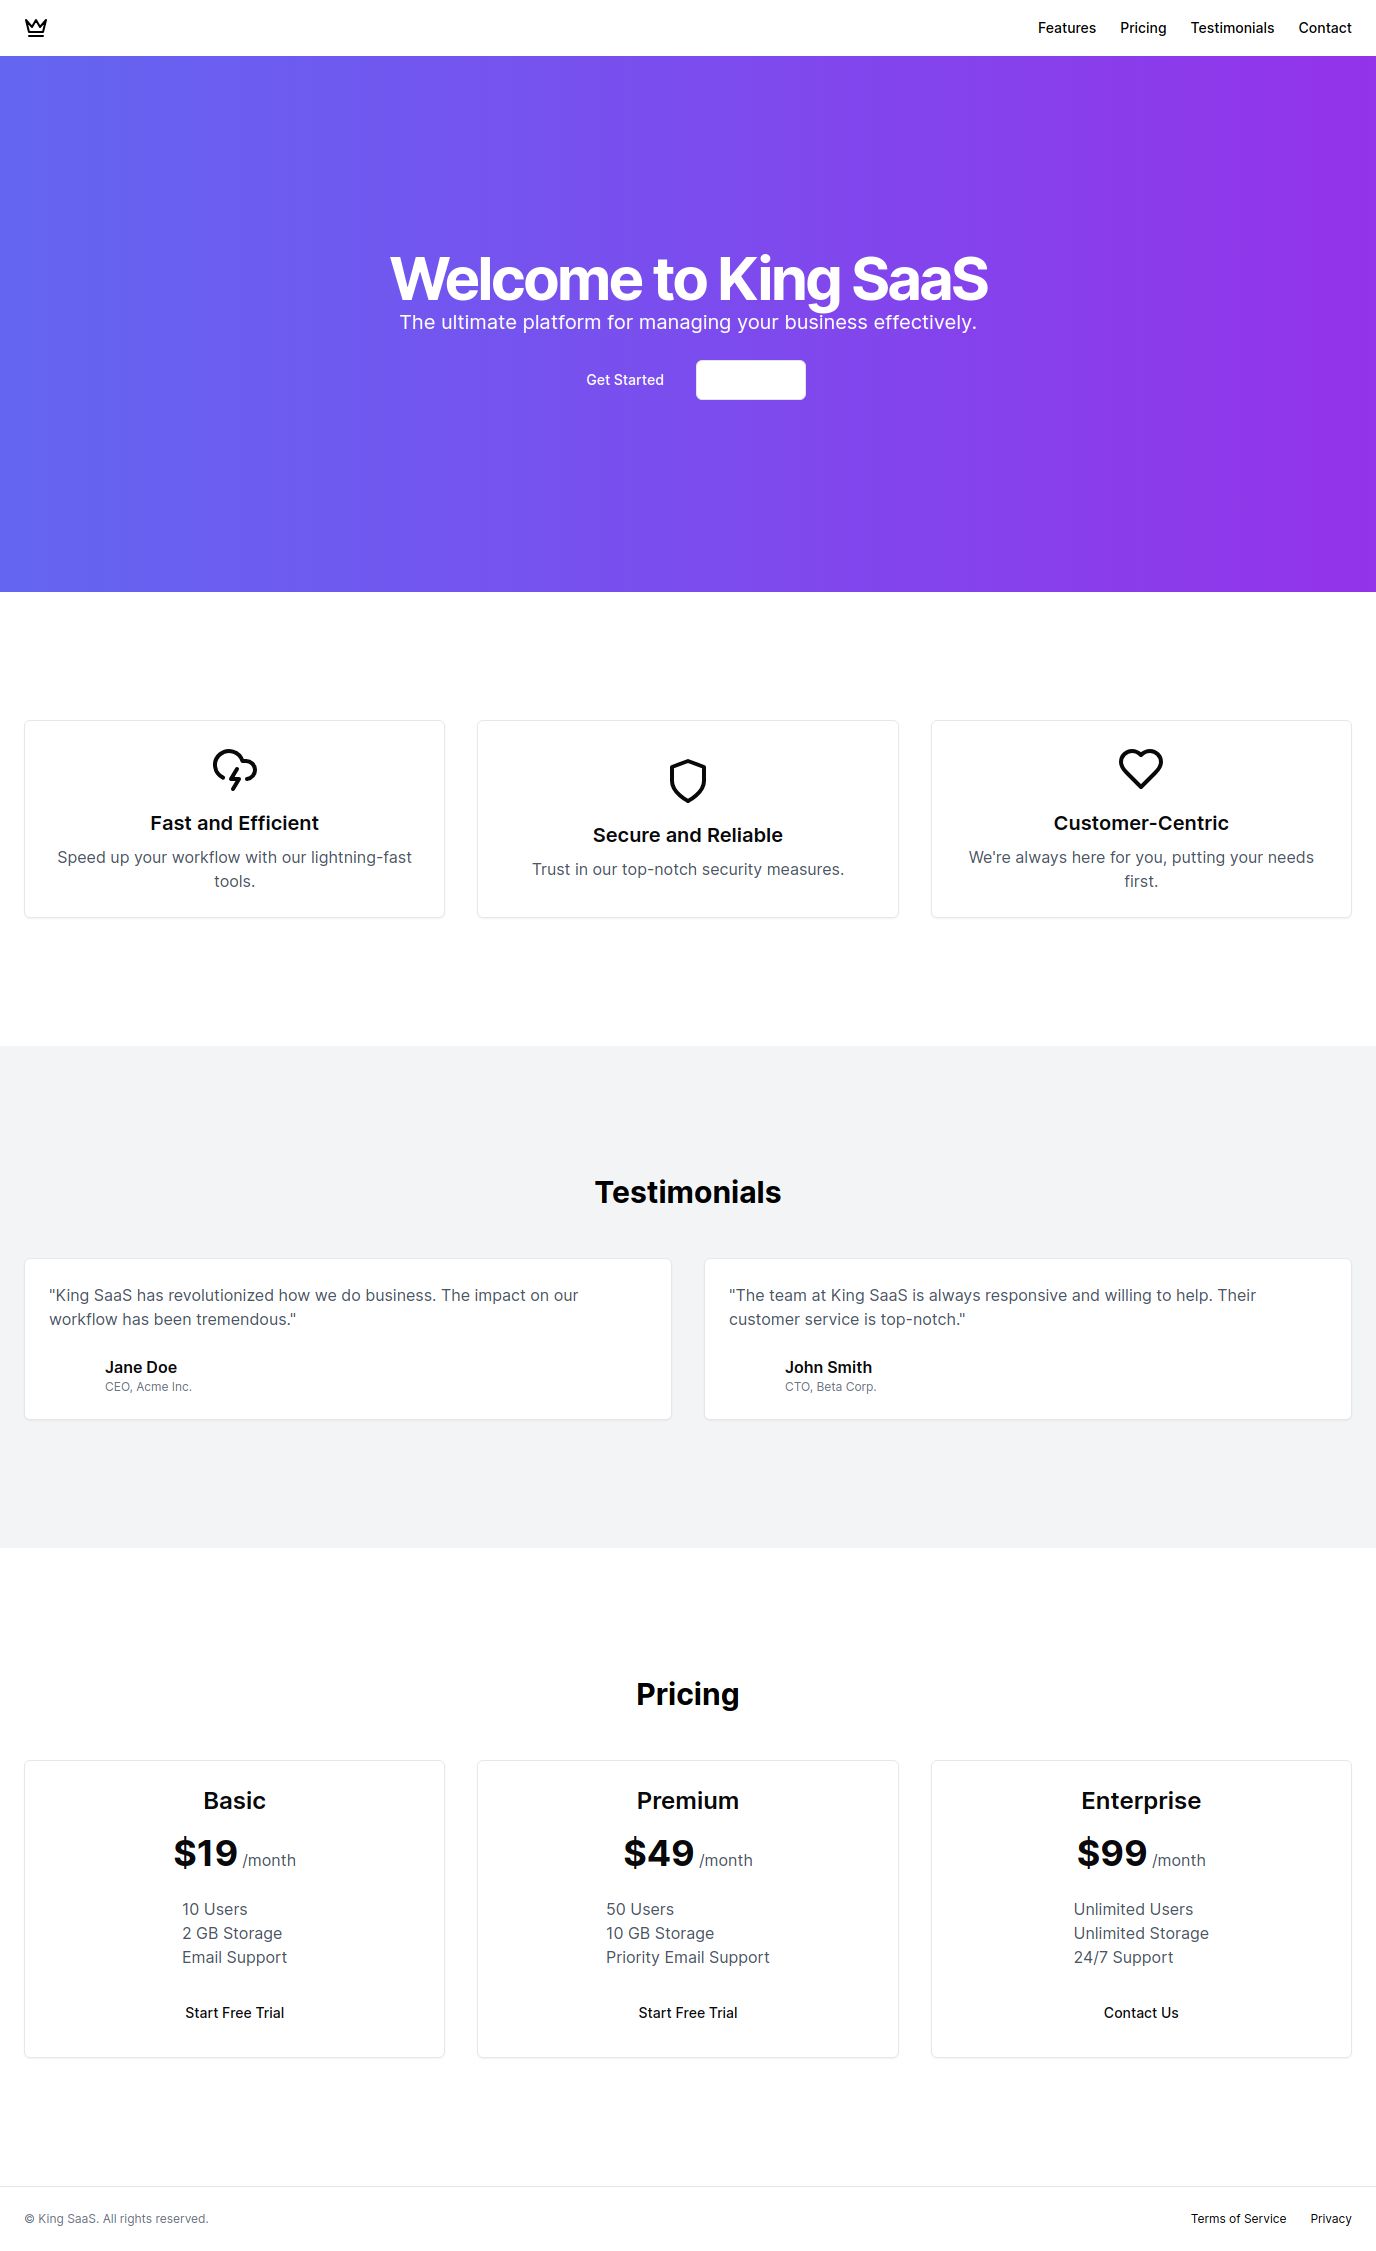 Features Pricing Testimonials Contact
Welcome to King SaaS
The ultimate platform for managing your business effectively.
Get Started
Fast and Efficient
Speed up your workflow with our lightning-fast
tools.
Secure and Reliable
Trust in our top-notch security measures.
Customer-Centric
We're always here for you, putting your needs
first.
Testimonials
"King SaaS has revolutionized how we do business. The impact on our
workflow has been tremendous."
Jane Doe
CEO, Acme Inc.
"The team at King SaaS is always responsive and willing to help. Their
customer service is top-notch."
John Smith
CTO, Beta Corp.
Pricing
Basic
$19 /month
10 Users
2 GB Storage
Email Support
Start Free Trial
Premium
$49 /month
50 Users
10 GB Storage
Priority Email Support
Start Free Trial
Enterprise
$99 /month
Unlimited Users
Unlimited Storage
24/7 Support
Contact Us
© King SaaS. All rights reserved.
Terms of Service Privacy